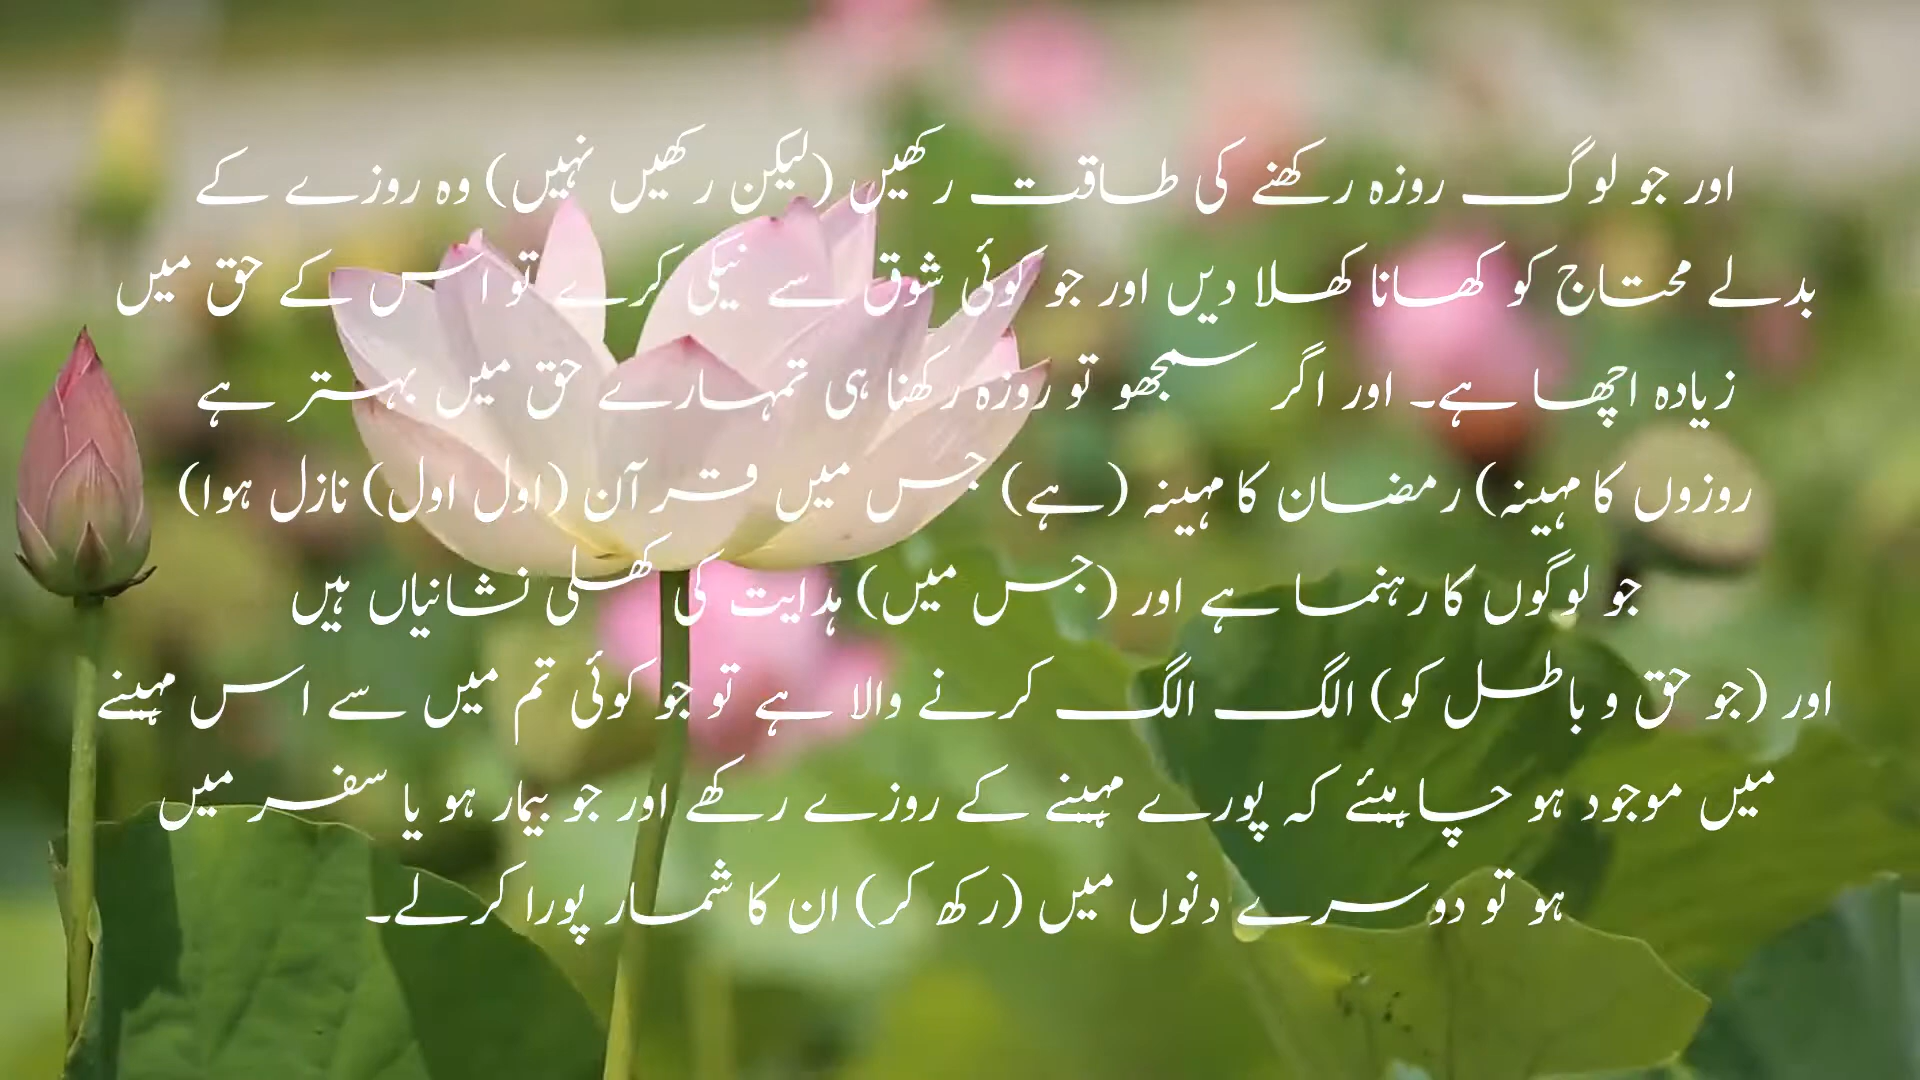 اور جو لوگ روزہ رکھنے کی طاقت رکھیں (لیکن رکھیں نہیں) وہ روزے کے
بدلے محتاج کو کھانا کھلا دیں اور جو کوئی شوق سے نیکی کرے تو اس کے حق میں
زیادہ اچھا ہے۔ اور اگر سمجھو تو روزہ رکھنا ہی تمہارے حق میں بہتر ہے
روزوں کا مہینہ) رمضان کا مہینہ (ہے) جس میں قرآن (اول اول) نازل ہوا)
جو لوگوں کا رہنما ہے اور (جس میں) ہدایت کی کھلی نشانیاں ہیں
اور (جو حق و باطل کو) الگ الگ کرنے والا ہے تو جو کوئی تم میں سے اس مہینے
میں موجود ہو چاہیئے کہ پورے مہینے کے روزے رکھے اور جو بیمار ہو یا سفر میں
ہو تو دوسرے دنوں میں (رکھ کر) ان کا شمار پورا کرلے۔